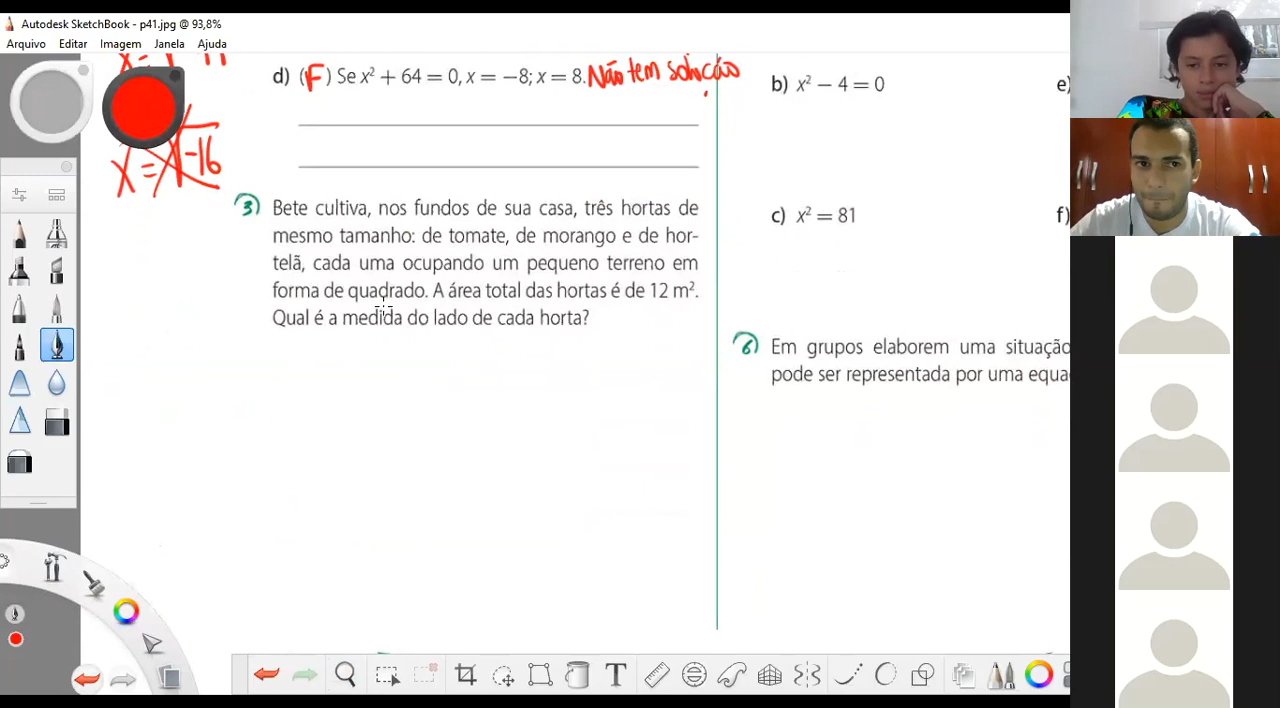 Autodesk SketchBook - p41.jpg @ 93,8%
Arquivo Editar Imagem Janela Ajuda
d) (F) Se x² + 64 = 0, x = −8; x = 8. Não tem solução
x = √−16
3 Bete cultiva, nos fundos de sua casa, três hortas de
mesmo tamanho: de tomate, de morango e de hor-
telã, cada uma ocupando um pequeno terreno em
forma de quadrado. A área total das hortas é de 12 m².
Qual é a medida do lado de cada horta?
b) x² − 4 = 0
e)
c) x² = 81
f)
6 Em grupos elaborem uma situação
pode ser representada por uma equa
T